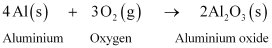 4Al(s) + 3O₂(g) → 2Al₂O₃(s)
Aluminium Oxygen Aluminium oxide